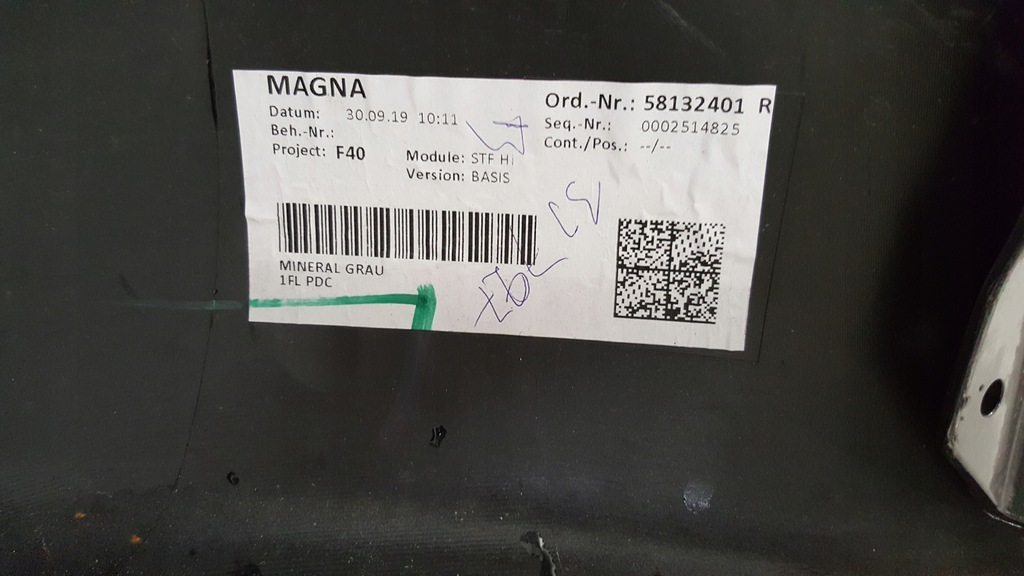 MAGNA
Datum: 30.09.19 10:11
Beh.-Nr.:
Project: F40
Module: STF Hi
Version: BASIS
Ord.-Nr.: 58132401 R
Seq.-Nr.: 0002514825
Cont./Pos.: --/--
MINERAL GRAU
1FL PDC